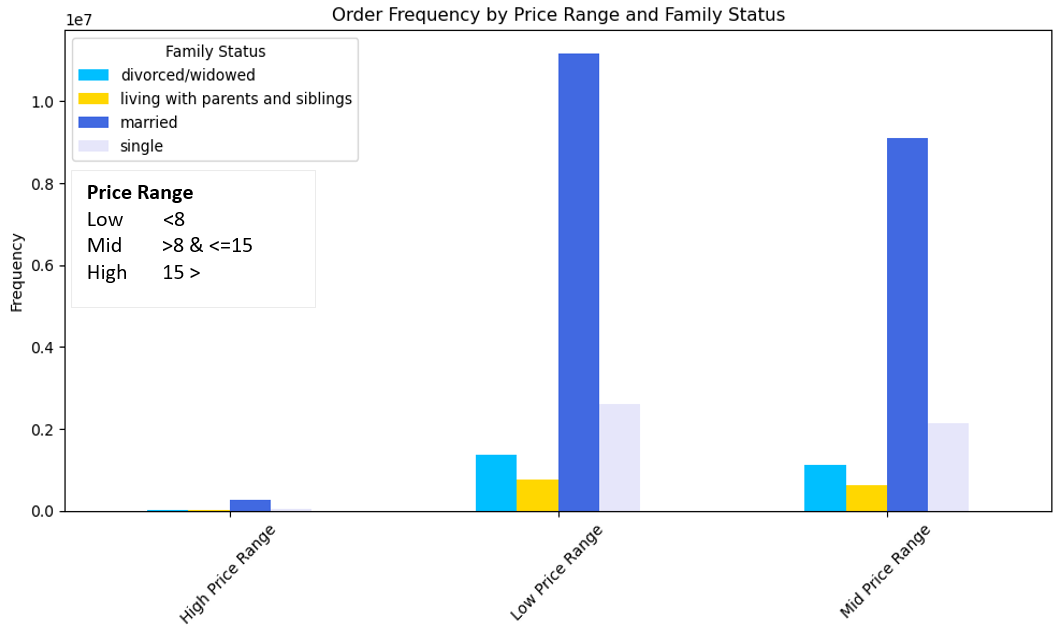 Order Frequency by Price Range and Family Status
1e7
Family Status
divorced/widowed
living with parents and siblings
married
single
Price Range
Low <8
Mid >8 & <=15
High 15 >
Frequency
1.0
0.8
0.6
0.4
0.2
0.0
High Price Range
Low Price Range
Mid Price Range